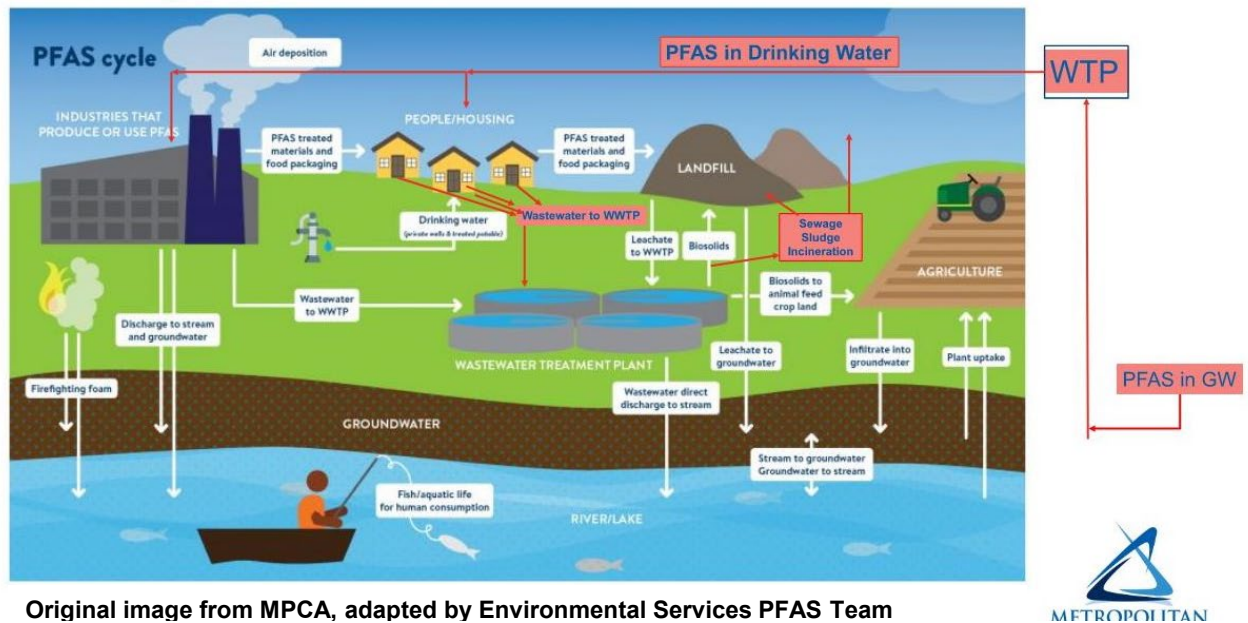 PFAS cycle
Air deposition
PFAS in Drinking Water
WTP
INDUSTRIES THAT
PRODUCE OR USE PFAS
PEOPLE/HOUSING
PFAS treated
materials and
food packaging
PFAS treated
materials and
food packaging
LANDFILL
Drinking water
(private wells & treated potable)
Wastewater to WWTP
Leachate
to WWTP
Biosolids
Sewage
Sludge
Incineration
AGRICULTURE
Biosolids to
animal feed
crop land
Wastewater
to WWTP
Discharge to stream
and groundwater
WASTEWATER TREATMENT PLANT
Leachate to
groundwater
Infiltrate into
groundwater
Plant uptake
PFAS in GW
Firefighting foam
Wastewater direct
discharge to stream
GROUNDWATER
Stream to groundwater
Groundwater to stream
Fish/aquatic life
for human consumption
RIVER/LAKE
Original image from MPCA, adapted by Environmental Services PFAS Team
METROPOLITAN